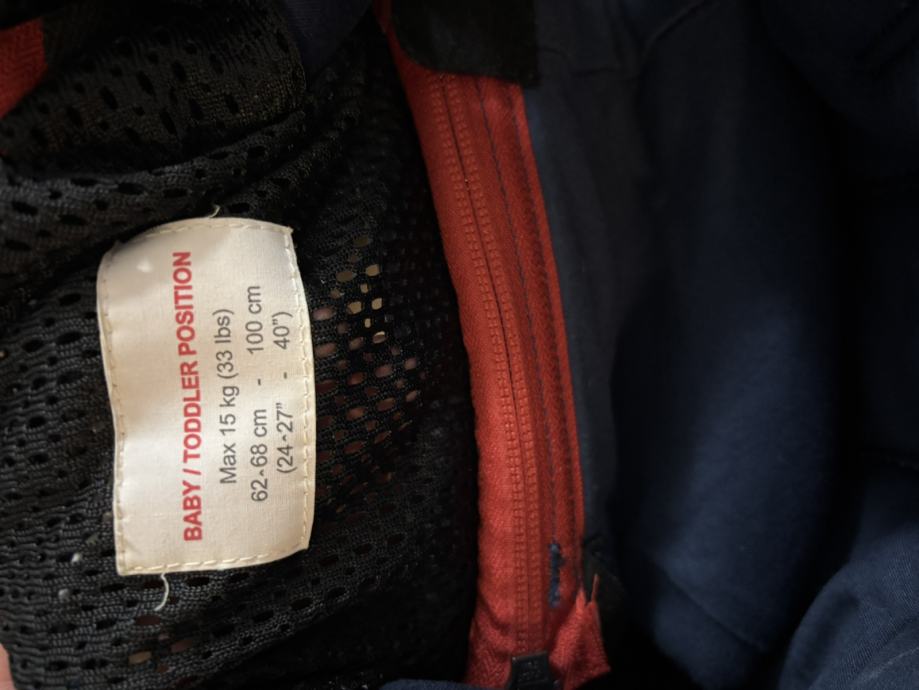 BABY / TODDLER POSITION
Max 15 kg (33 lbs)
62-68 cm - 100 cm
(24-27" - 40")